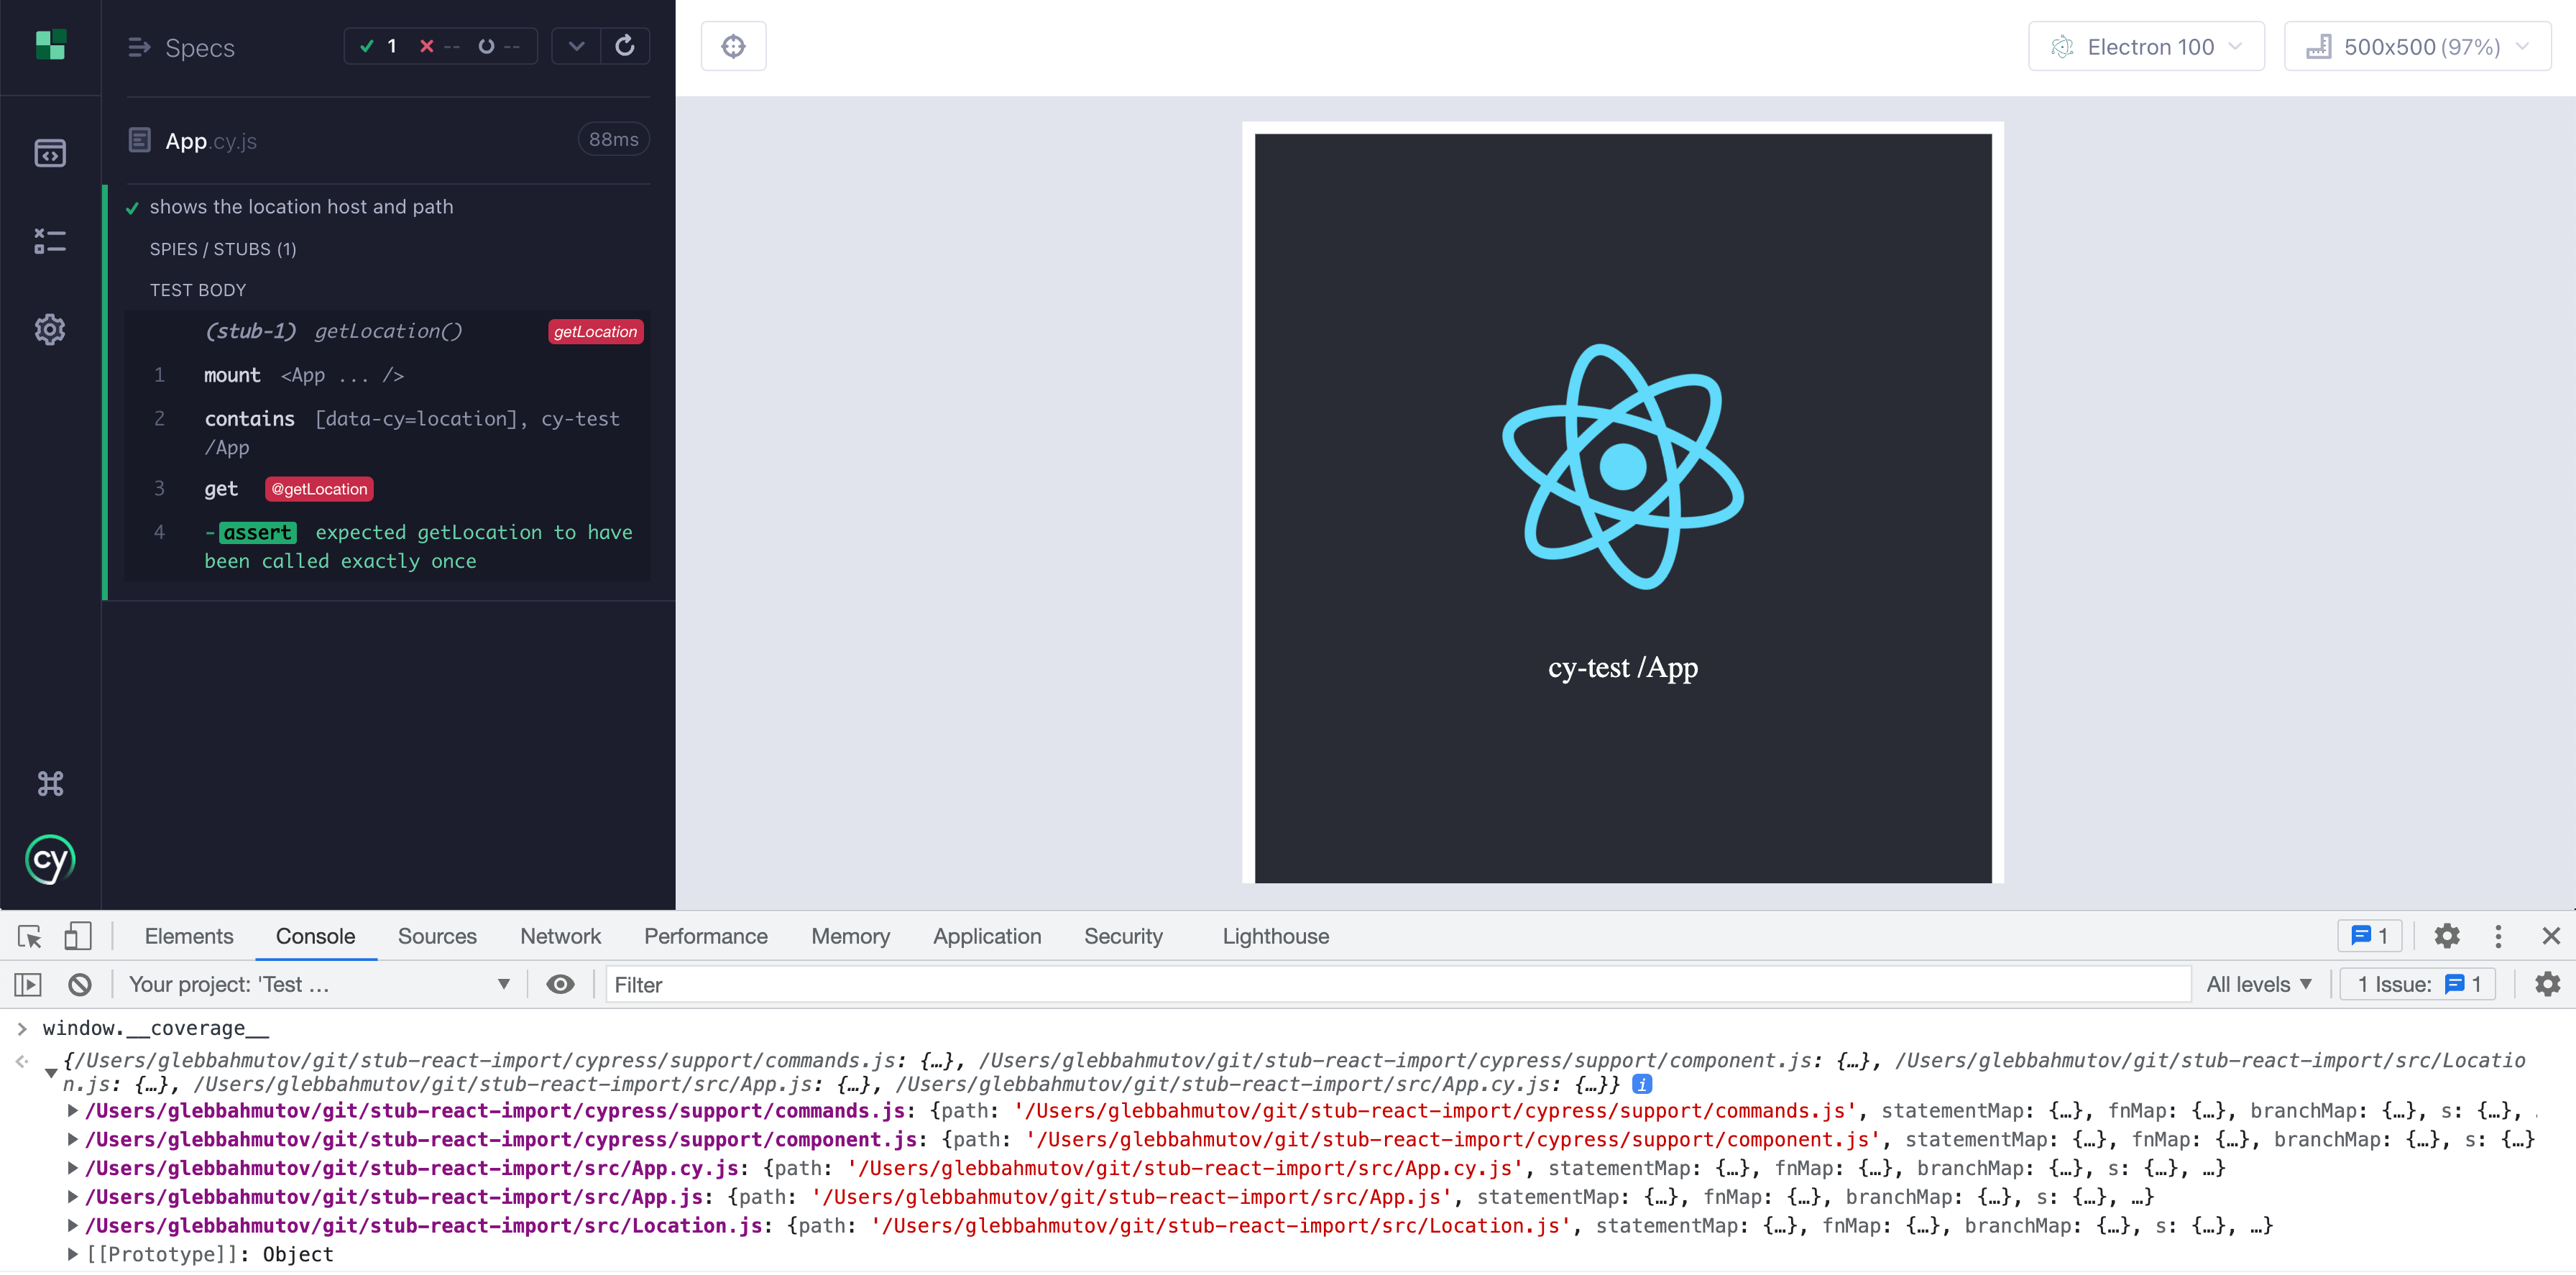 Specs
1 -- --
App.cy.js
88ms
shows the location host and path
SPIES / STUBS (1)
TEST BODY
(stub-1) getLocation() getLocation
1 mount <App ... />
2 contains [data-cy=location], cy-test
/App
3 get @getLocation
4 -assert expected getLocation to have
been called exactly once
cy
Electron 100
500x500 (97%)
cy-test /App
Elements Console Sources Network Performance Memory Application Security Lighthouse 1
Your project: 'Test … Filter All levels 1 Issue: 1
> window.__coverage__
{/Users/glebbahmutov/git/stub-react-import/cypress/support/commands.js: {…}, /Users/glebbahmutov/git/stub-react-import/cypress/support/component.js: {…}, /Users/glebbahmutov/git/stub-react-import/src/Locatio
n.js: {…}, /Users/glebbahmutov/git/stub-react-import/src/App.js: {…}, /Users/glebbahmutov/git/stub-react-import/src/App.cy.js: {…}} i
/Users/glebbahmutov/git/stub-react-import/cypress/support/commands.js: {path: '/Users/glebbahmutov/git/stub-react-import/cypress/support/commands.js', statementMap: {…}, fnMap: {…}, branchMap: {…}, s: {…}, .
/Users/glebbahmutov/git/stub-react-import/cypress/support/component.js: {path: '/Users/glebbahmutov/git/stub-react-import/cypress/support/component.js', statementMap: {…}, fnMap: {…}, branchMap: {…}, s: {…}
/Users/glebbahmutov/git/stub-react-import/src/App.cy.js: {path: '/Users/glebbahmutov/git/stub-react-import/src/App.cy.js', statementMap: {…}, fnMap: {…}, branchMap: {…}, s: {…}, …}
/Users/glebbahmutov/git/stub-react-import/src/App.js: {path: '/Users/glebbahmutov/git/stub-react-import/src/App.js', statementMap: {…}, fnMap: {…}, branchMap: {…}, s: {…}, …}
/Users/glebbahmutov/git/stub-react-import/src/Location.js: {path: '/Users/glebbahmutov/git/stub-react-import/src/Location.js', statementMap: {…}, fnMap: {…}, branchMap: {…}, s: {…}, …}
[[Prototype]]: Object